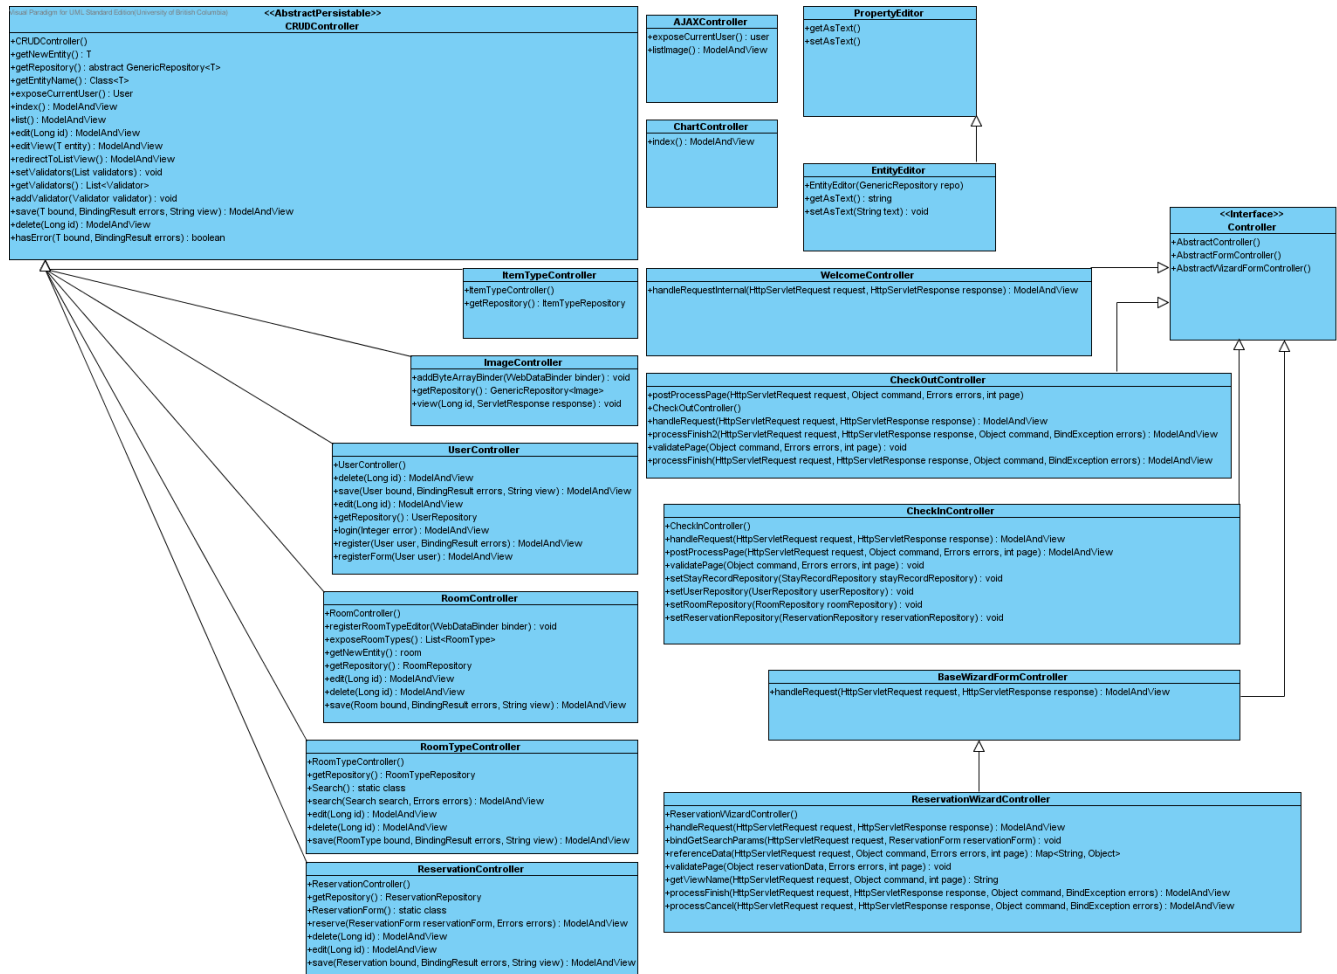 Visual Paradigm for UML Standard Edition(University of British Columbia)
<<AbstractPersistable>>
CRUDController
+CRUDController()
+getNewEntity() : T
+getRepository() : abstract GenericRepository<T>
+getEntityName() : Class<T>
+exposeCurrentUser() : User
+index() : ModelAndView
+list() : ModelAndView
+edit(Long id) : ModelAndView
+editView(T entity) : ModelAndView
+redirectToListView() : ModelAndView
+setValidators(List validators) : void
+getValidators() : List<Validator>
+addValidator(Validator validator) : void
+save(T bound, BindingResult errors, String view) : ModelAndView
+delete(Long id) : ModelAndView
+hasError(T bound, BindingResult errors) : boolean
AJAXController
+exposeCurrentUser() : user
+listImage() : ModelAndView
ChartController
+index() : ModelAndView
PropertyEditor
+getAsText()
+setAsText()
EntityEditor
+EntityEditor(GenericRepository repo)
+getAsText() : string
+setAsText(String text) : void
<<Interface>>
Controller
+AbstractController()
+AbstractFormController()
+AbstractWizardFormController()
ItemTypeController
+ItemTypeController()
+getRepository() : ItemTypeRepository
WelcomeController
+handleRequestInternal(HttpServletRequest request, HttpServletResponse response) : ModelAndView
ImageController
+addByteArrayBinder(WebDataBinder binder) : void
+getRepository() : GenericRepository<Image>
+view(Long id, ServletResponse response) : void
CheckOutController
+postProcessPage(HttpServletRequest request, Object command, Errors errors, int page)
+CheckOutController()
+handleRequest(HttpServletRequest request, HttpServletResponse response) : ModelAndView
+processFinish2(HttpServletRequest request, HttpServletResponse response, Object command, BindException errors) : ModelAndView
+validatePage(Object command, Errors errors, int page) : void
+processFinish(HttpServletRequest request, HttpServletResponse response, Object command, BindException errors) : ModelAndView
UserController
+UserController()
+delete(Long id) : ModelAndView
+save(User bound, BindingResult errors, String view) : ModelAndView
+edit(Long id) : ModelAndView
+getRepository() : UserRepository
+login(Integer error) : ModelAndView
+register(User user, BindingResult errors) : ModelAndView
+registerForm(User user) : ModelAndView
CheckInController
+CheckInController()
+handleRequest(HttpServletRequest request, HttpServletResponse response) : ModelAndView
+postProcessPage(HttpServletRequest request, Object command, Errors errors, int page) : ModelAndView
+validatePage(Object command, Errors errors, int page) : void
+setStayRecordRepository(StayRecordRepository stayRecordRepository) : void
+setUserRepository(UserRepository userRepository) : void
+setRoomRepository(RoomRepository roomRepository) : void
+setReservationRepository(ReservationRepository reservationRepository) : void
RoomController
+RoomController()
+registerRoomTypeEditor(WebDataBinder binder) : void
+exposeRoomTypes() : List<RoomType>
+getNewEntity() : room
+getRepository() : RoomRepository
+edit(Long id) : ModelAndView
+delete(Long id) : ModelAndView
+save(Room bound, BindingResult errors, String view) : ModelAndView
BaseWizardFormController
+handleRequest(HttpServletRequest request, HttpServletResponse response) : ModelAndView
RoomTypeController
+RoomTypeController()
+getRepository() : RoomTypeRepository
+Search() : static class
+search(Search search, Errors errors) : ModelAndView
+edit(Long id) : ModelAndView
+delete(Long id) : ModelAndView
+save(RoomType bound, BindingResult errors, String view) : ModelAndView
ReservationWizardController
+ReservationWizardController()
+handleRequest(HttpServletRequest request, HttpServletResponse response) : ModelAndView
+bindGetSearchParams(HttpServletRequest request, ReservationForm reservationForm) : void
+referenceData(HttpServletRequest request, Object command, Errors errors, int page) : Map<String, Object>
+validatePage(Object reservationData, Errors errors, int page) : void
+getViewName(HttpServletRequest request, Object command, int page) : String
+processFinish(HttpServletRequest request, HttpServletResponse response, Object command, BindException errors) : ModelAndView
+processCancel(HttpServletRequest request, HttpServletResponse response, Object command, BindException errors) : ModelAndView
ReservationController
+ReservationController()
+getRepository() : ReservationRepository
+ReservationForm() : static class
+reserve(ReservationForm reservationForm, Errors errors) : ModelAndView
+delete(Long id) : ModelAndView
+edit(Long id) : ModelAndView
+save(Reservation bound, BindingResult errors, String view) : ModelAndView